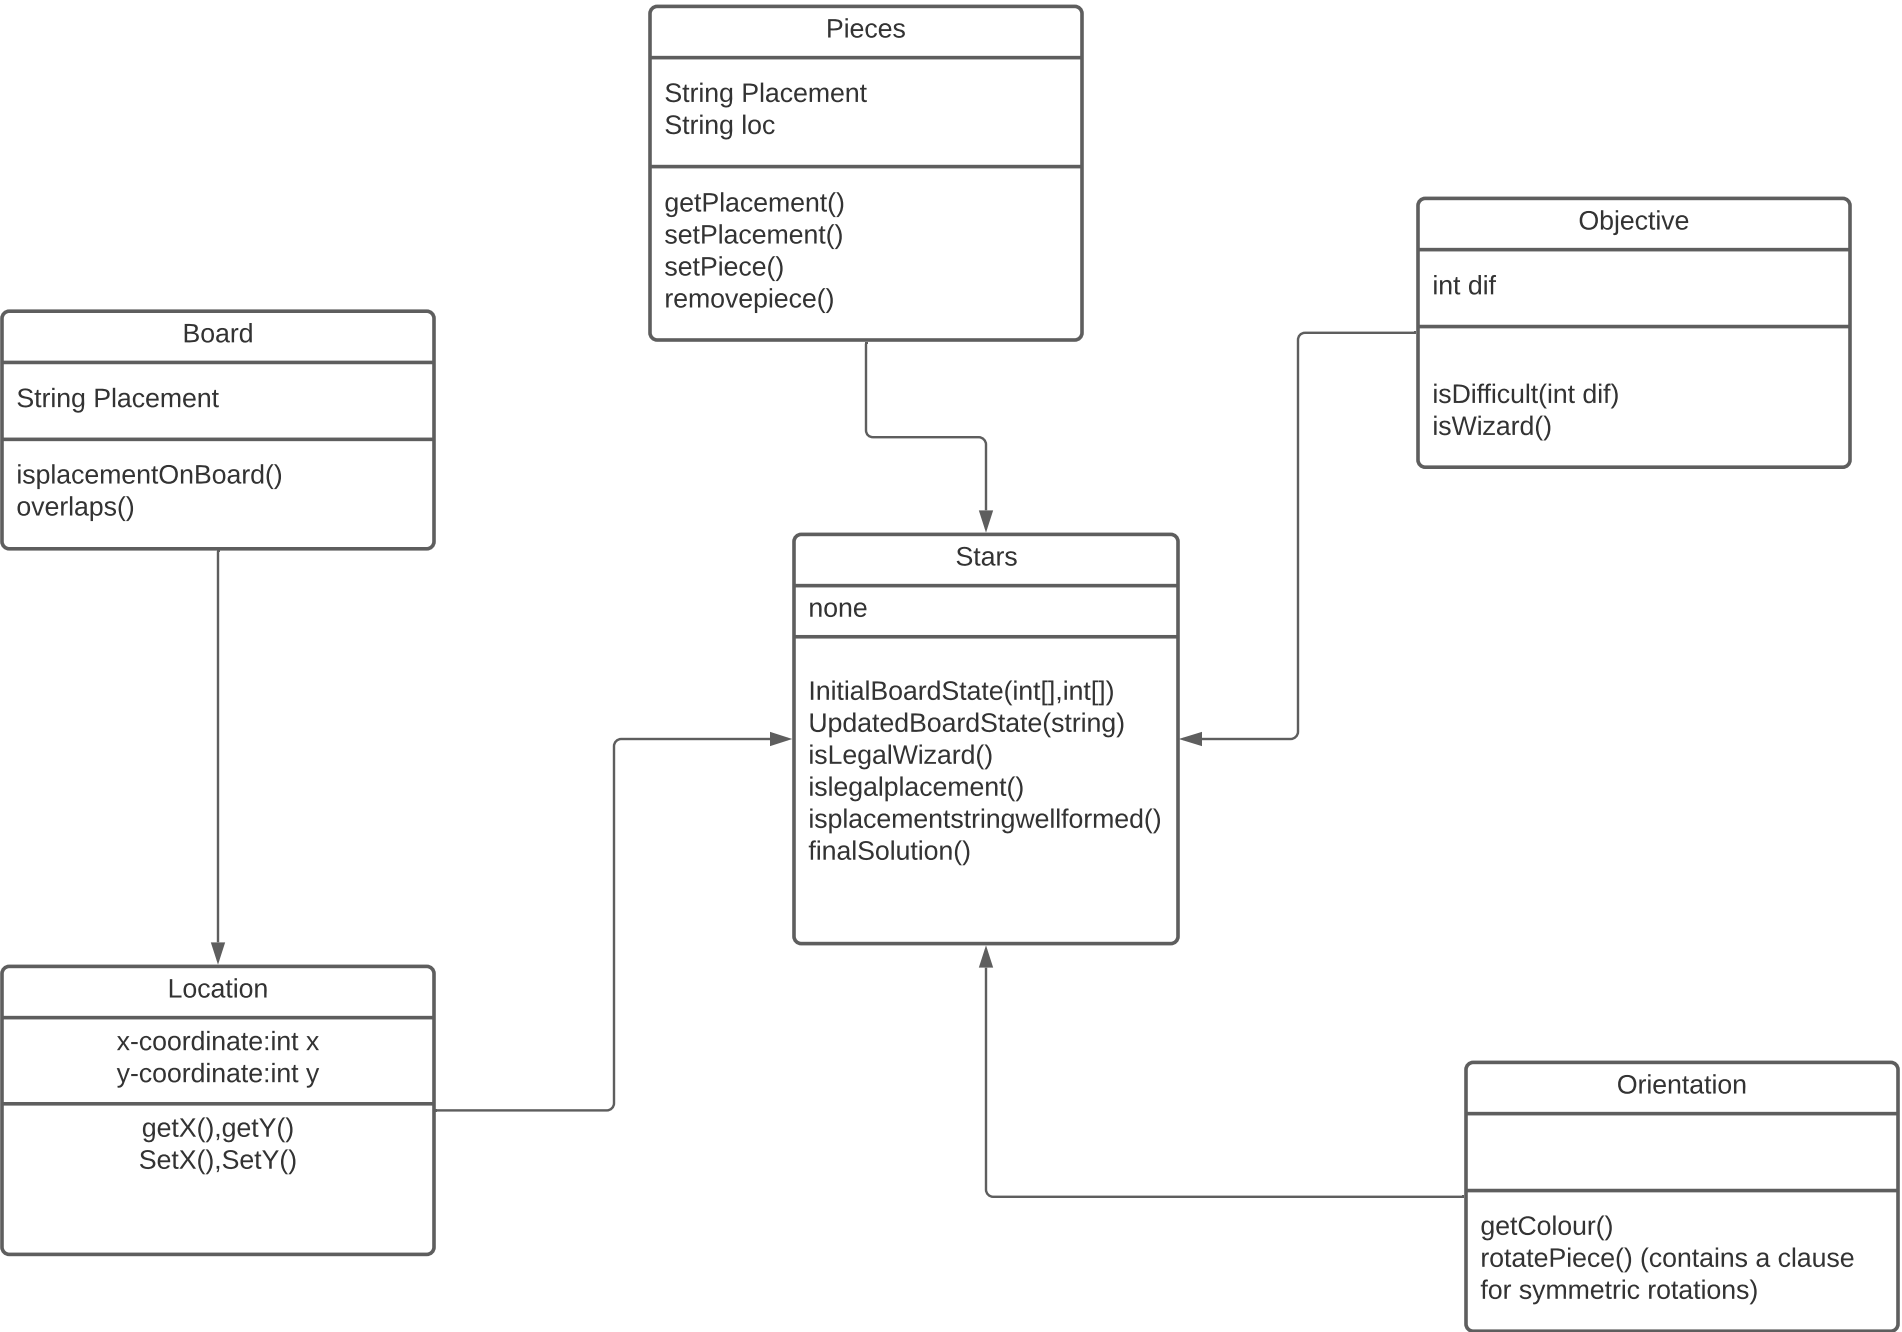 Pieces
String Placement
String loc
getPlacement()
setPlacement()
setPiece()
removepiece()
Objective
int dif
isDifficult(int dif)
isWizard()
Board
String Placement
isplacementOnBoard()
overlaps()
Stars
none
InitialBoardState(int[],int[])
UpdatedBoardState(string)
isLegalWizard()
islegalplacement()
isplacementstringwellformed()
finalSolution()
Location
x-coordinate:int x
y-coordinate:int y
getX(),getY()
SetX(),SetY()
Orientation
getColour()
rotatePiece() (contains a clause
for symmetric rotations)